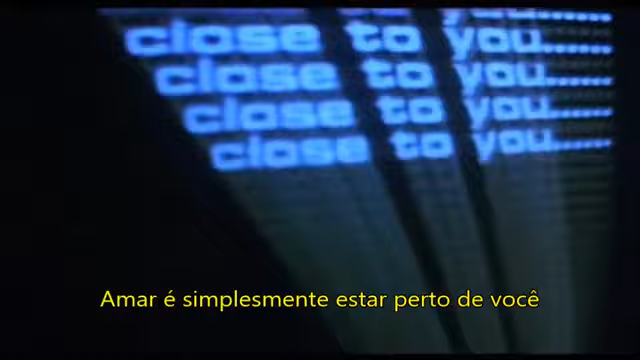 close to you......
close to you......
close to you......
close to you......
Amar é simplesmente estar perto de você